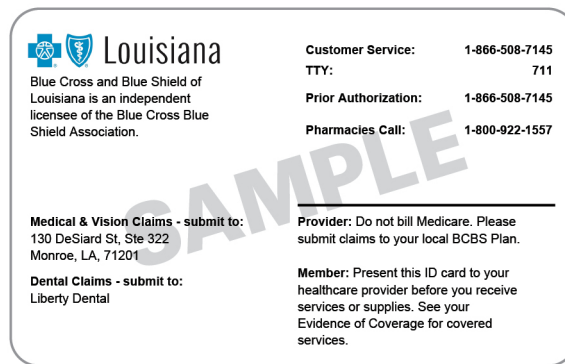 Louisiana
Blue Cross and Blue Shield of
Louisiana is an independent
licensee of the Blue Cross Blue
Shield Association.
Customer Service: 1-866-508-7145
TTY: 711
Prior Authorization: 1-866-508-7145
Pharmacies Call: 1-800-922-1557
SAMPLE
Medical & Vision Claims - submit to:
130 DeSiard St, Ste 322
Monroe, LA, 71201
Dental Claims - submit to:
Liberty Dental
Provider: Do not bill Medicare. Please
submit claims to your local BCBS Plan.
Member: Present this ID card to your
healthcare provider before you receive
services or supplies. See your
Evidence of Coverage for covered
services.